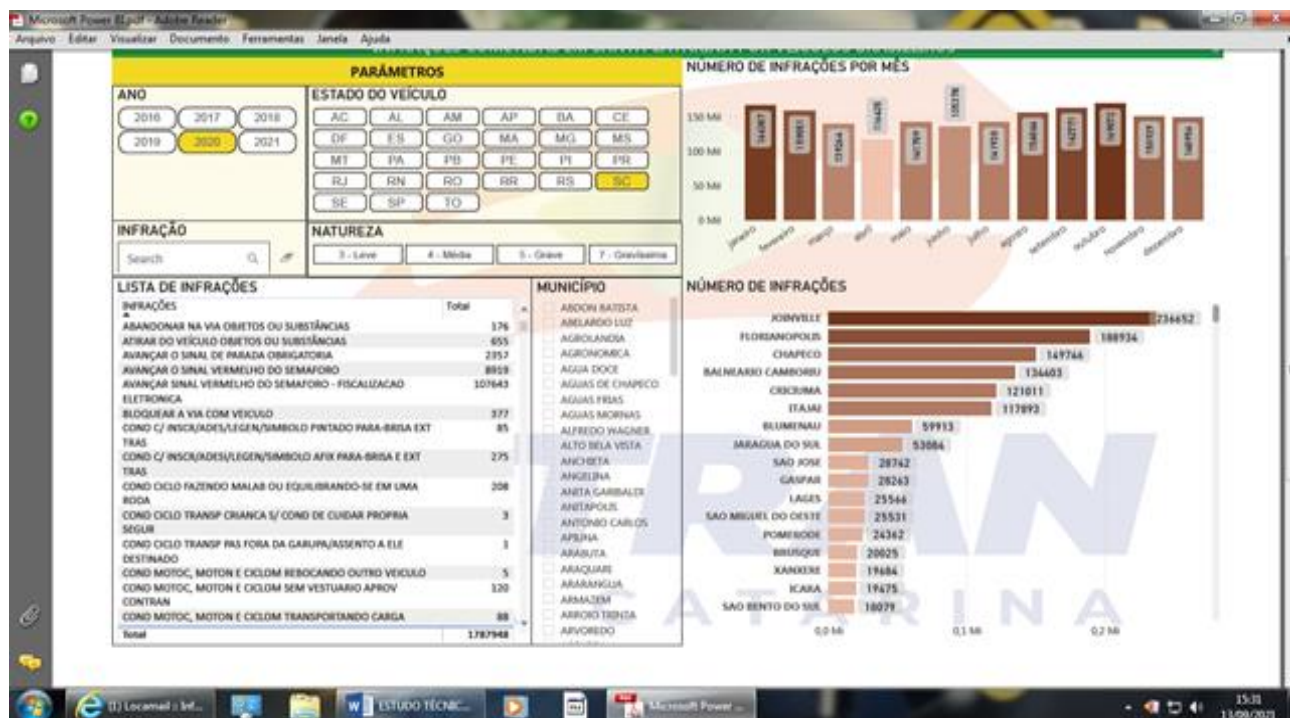 Microsoft Power BI.pdf - Adobe Reader
Arquivo Editar Visualizar Documento Ferramentas Janela Ajuda
PARÂMETROS
ANO
2016 2017 2018
2019 2020 2021
ESTADO DO VEÍCULO
AC AL AM AP BA CE
DF ES GO MA MG MS
MT PA PB PE PI PR
RJ RN RO RR RS SC
SE SP TO
INFRAÇÃO
Search
NATUREZA
3 - Leve 4 - Média 5 - Grave 7 - Gravíssima
LISTA DE INFRAÇÕES
INFRAÇÕES Total
ABANDONAR NA VIA OBJETOS OU SUBSTÂNCIAS 176
ATIRAR DO VEÍCULO OBJETOS OU SUBSTÂNCIAS 655
AVANÇAR O SINAL DE PARADA OBRIGATORIA 2357
AVANÇAR O SINAL VERMELHO DO SEMAFORO 8919
AVANÇAR SINAL VERMELHO DO SEMAFORO - FISCALIZACAO 107643
ELETRONICA
BLOQUEAR A VIA COM VEICULO 377
COND C/ INSCR/ADES/LEGEN/SIMBOLO PINTADO PARA-BRISA EXT 85
TRAS
COND C/ INSCR/ADES/LEGEN/SIMBOLO AFIX PARA-BRISA E EXT 275
TRAS
COND CICLO FAZENDO MALAB OU EQUILIBRANDO-SE EM UMA 208
RODA
COND CICLO TRANSP CRIANCA S/ COND DE CUIDAR PROPRIA 3
SEGUR
COND CICLO TRANSP PAS FORA DA GARUPA/ASSENTO A ELE 1
DESTINADO
COND MOTOC, MOTON E CICLOM REBOCANDO OUTRO VEICULO 5
COND MOTOC, MOTON E CICLOM SEM VESTUARIO APROV 120
CONTRAN
COND MOTOC, MOTON E CICLOM TRANSPORTANDO CARGA 88
Total 1787948
MUNICÍPIO
ABDON BATISTA
ABELARDO LUZ
AGROLANDIA
AGRONOMICA
AGUA DOCE
AGUAS DE CHAPECO
AGUAS FRIAS
AGUAS MORNAS
ALFREDO WAGNER
ALTO BELA VISTA
ANCHIETA
ANGELINA
ANITA GARIBALDI
ANITAPOLIS
ANTONIO CARLOS
APIUNA
ARABUTA
ARAQUARI
ARARANGUA
ARMAZEM
ARROIO TRINTA
ARVOREDO
NÚMERO DE INFRAÇÕES POR MÊS
150 Mil
100 Mil
50 Mil
0 Mil
janeiro fevereiro março abril maio junho julho agosto setembro outubro novembro dezembro
NÚMERO DE INFRAÇÕES
JOINVILLE 236652
FLORIANOPOLIS 188934
CHAPECO 149746
BALNEARIO CAMBORIU 136603
CRICIUMA 121011
ITAJAI 117893
BLUMENAU 59913
JARAGUA DO SUL 53084
SAO JOSE 28742
GASPAR 28263
LAGES 25566
SAO MIGUEL DO OESTE 25531
POMERODE 24362
BRUSQUE 20025
XANXERE 19684
ICARA 19475
SAO BENTO DO SUL 18079
0,0 Mi 0,1 Mi 0,2 Mi
TRAN
CATARINA
(1) Locamail :: Inf... ESTUDO TÉCNIC... Microsoft Power ...
15:31
13/09/2021